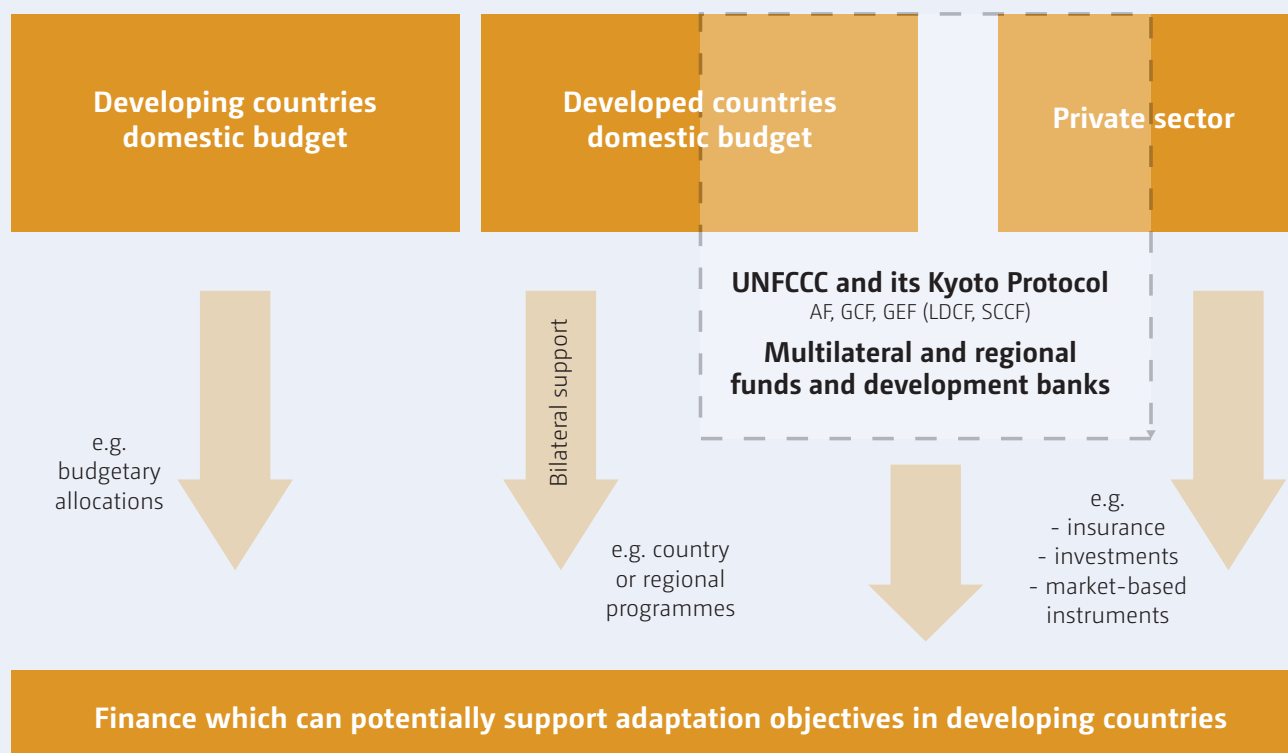 Developing countries
domestic budget
Developed countries
domestic budget
Private sector
UNFCCC and its Kyoto Protocol
AF, GCF, GEF (LDCF, SCCF)
Multilateral and regional
funds and development banks
e.g.
budgetary
allocations
Bilateral support
e.g. country
or regional
programmes
e.g.
- insurance
- investments
- market-based
instruments
Finance which can potentially support adaptation objectives in developing countries